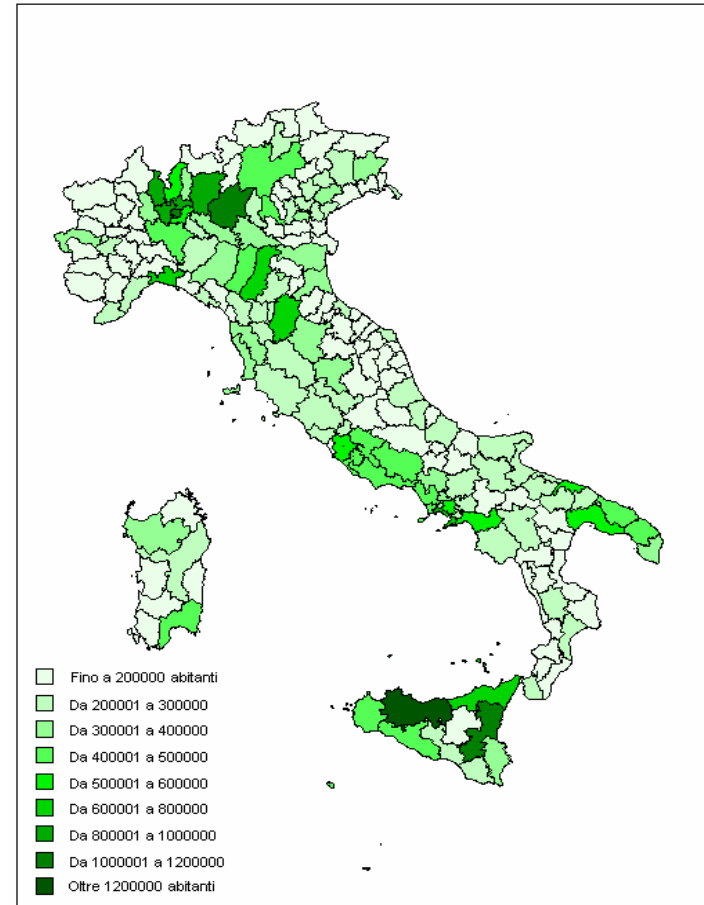 Fino a 200000 abitanti
Da 200001 a 300000
Da 300001 a 400000
Da 400001 a 500000
Da 500001 a 600000
Da 600001 a 800000
Da 800001 a 1000000
Da 1000001 a 1200000
Oltre 1200000 abitanti